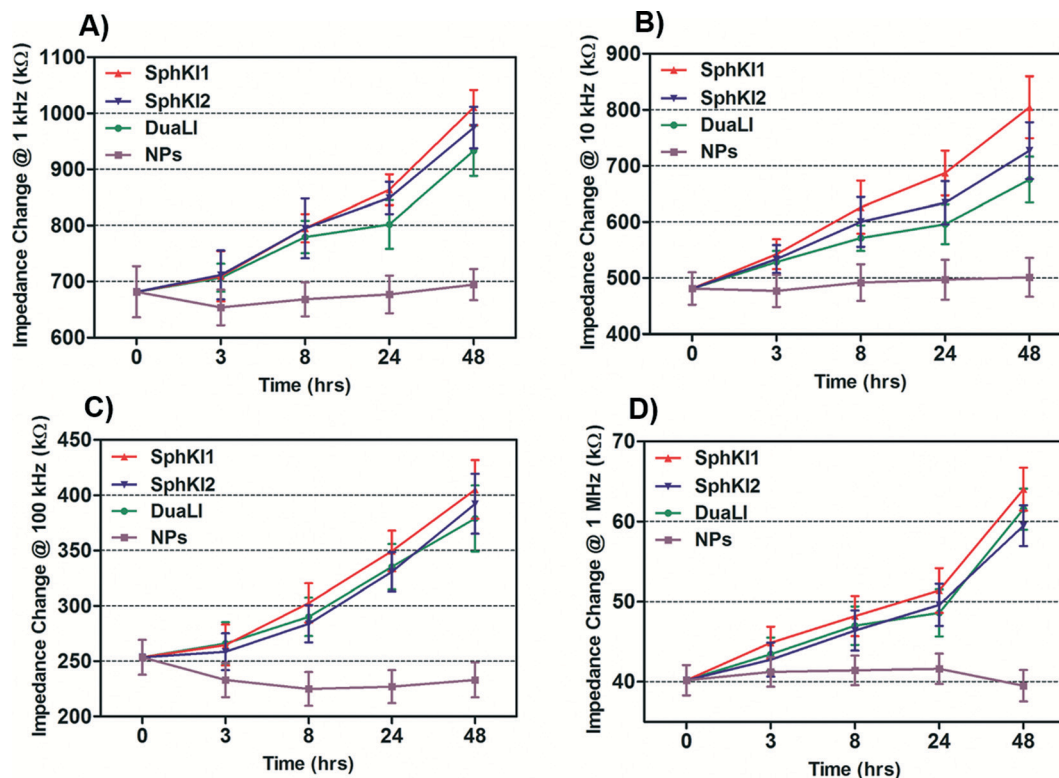 A)
Impedance Change @ 1 kHz (kΩ)
1100
1000
900
800
700
600
SphKI1
SphKI2
DuaLI
NPs
0 3 8 24 48
Time (hrs)
B)
Impedance Change @ 10 kHz (kΩ)
900
800
700
600
500
400
SphKI1
SphKI2
DuaLI
NPs
0 3 8 24 48
Time (hrs)
C)
Impedance Change @ 100 kHz (kΩ)
450
400
350
300
250
200
SphKI1
SphKI2
DuaLI
NPs
0 3 8 24 48
Time (hrs)
D)
Impedance Change @ 1 MHz (kΩ)
70
60
50
40
SphKI1
SphKI2
DuaLI
NPs
0 3 8 24 48
Time (hrs)